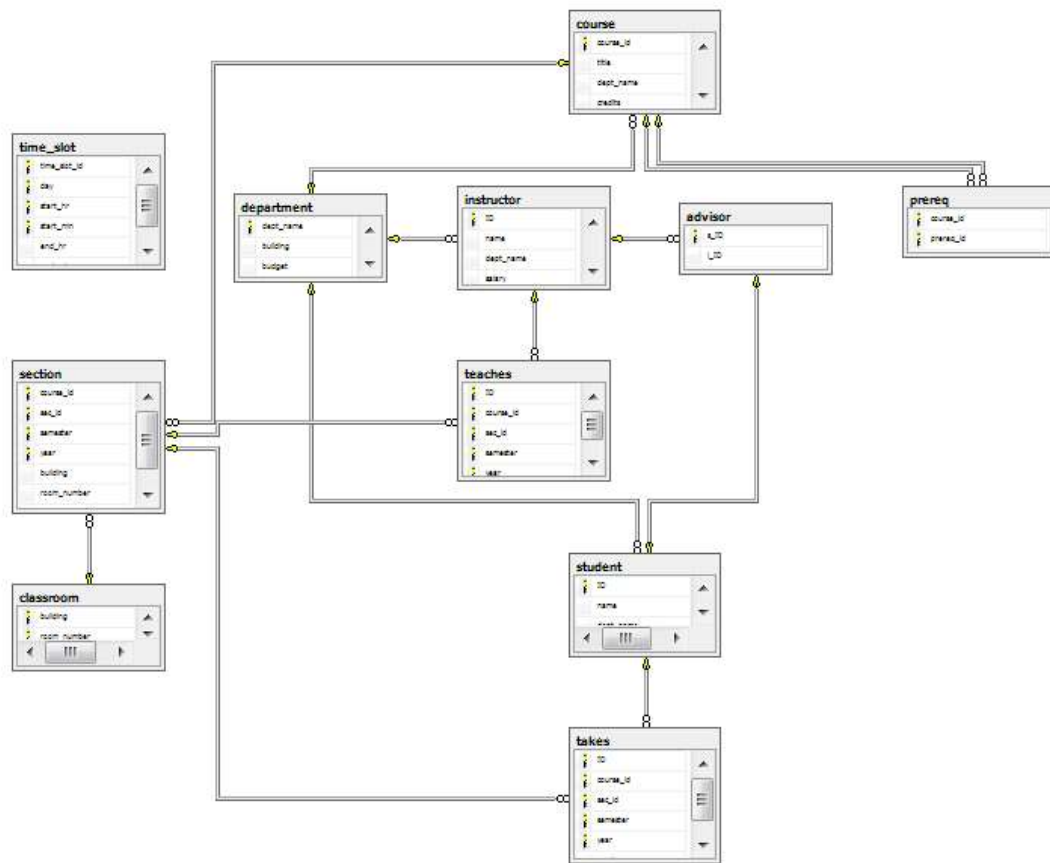 course
course_id
title
dept_name
credits
time_slot
time_slot_id
day
start_hr
start_min
end_hr
department
dept_name
building
budget
instructor
ID
name
dept_name
salary
advisor
s_ID
i_ID
prereq
course_id
prereq_id
section
course_id
sec_id
semester
year
building
room_number
teaches
ID
course_id
sec_id
semester
year
classroom
building
room_number
student
ID
name
dept_name
takes
ID
course_id
sec_id
semester
year